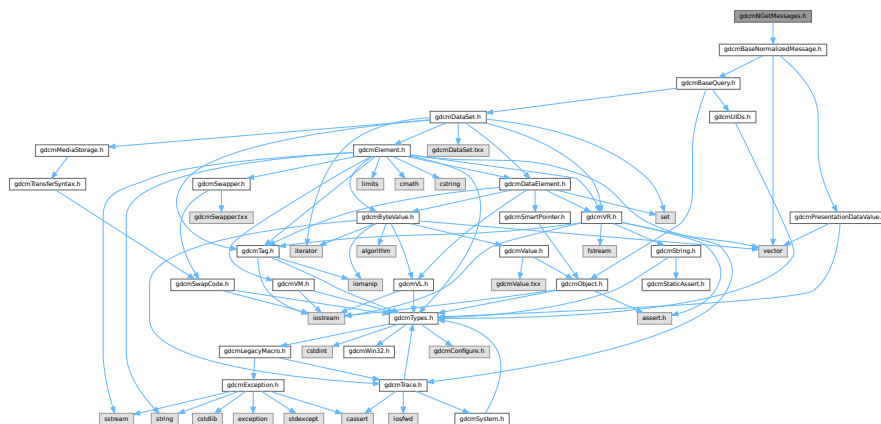 gdcmNGetMessages.h
gdcmBaseNormalizedMessage.h
gdcmBaseQuery.h
gdcmDataSet.h
gdcmUIDs.h
gdcmMediaStorage.h
gdcmElement.h
gdcmDataSet.txx
gdcmTransferSyntax.h
gdcmSwapper.h
limits
cmath
cstring
gdcmDataElement.h
gdcmSwapper.txx
gdcmByteValue.h
gdcmSmartPointer.h
gdcmVR.h
set
gdcmPresentationDataValue.
gdcmTag.h
iterator
algorithm
gdcmValue.h
fstream
gdcmString.h
vector
gdcmSwapCode.h
gdcmVM.h
iomanip
gdcmVL.h
gdcmValue.txx
gdcmObject.h
gdcmStaticAssert.h
iostream
gdcmTypes.h
assert.h
gdcmLegacyMacro.h
cstdint
gdcmWin32.h
gdcmConfigure.h
gdcmException.h
gdcmTrace.h
sstream
string
cstdlib
exception
stdexcept
cassert
iosfwd
gdcmSystem.h